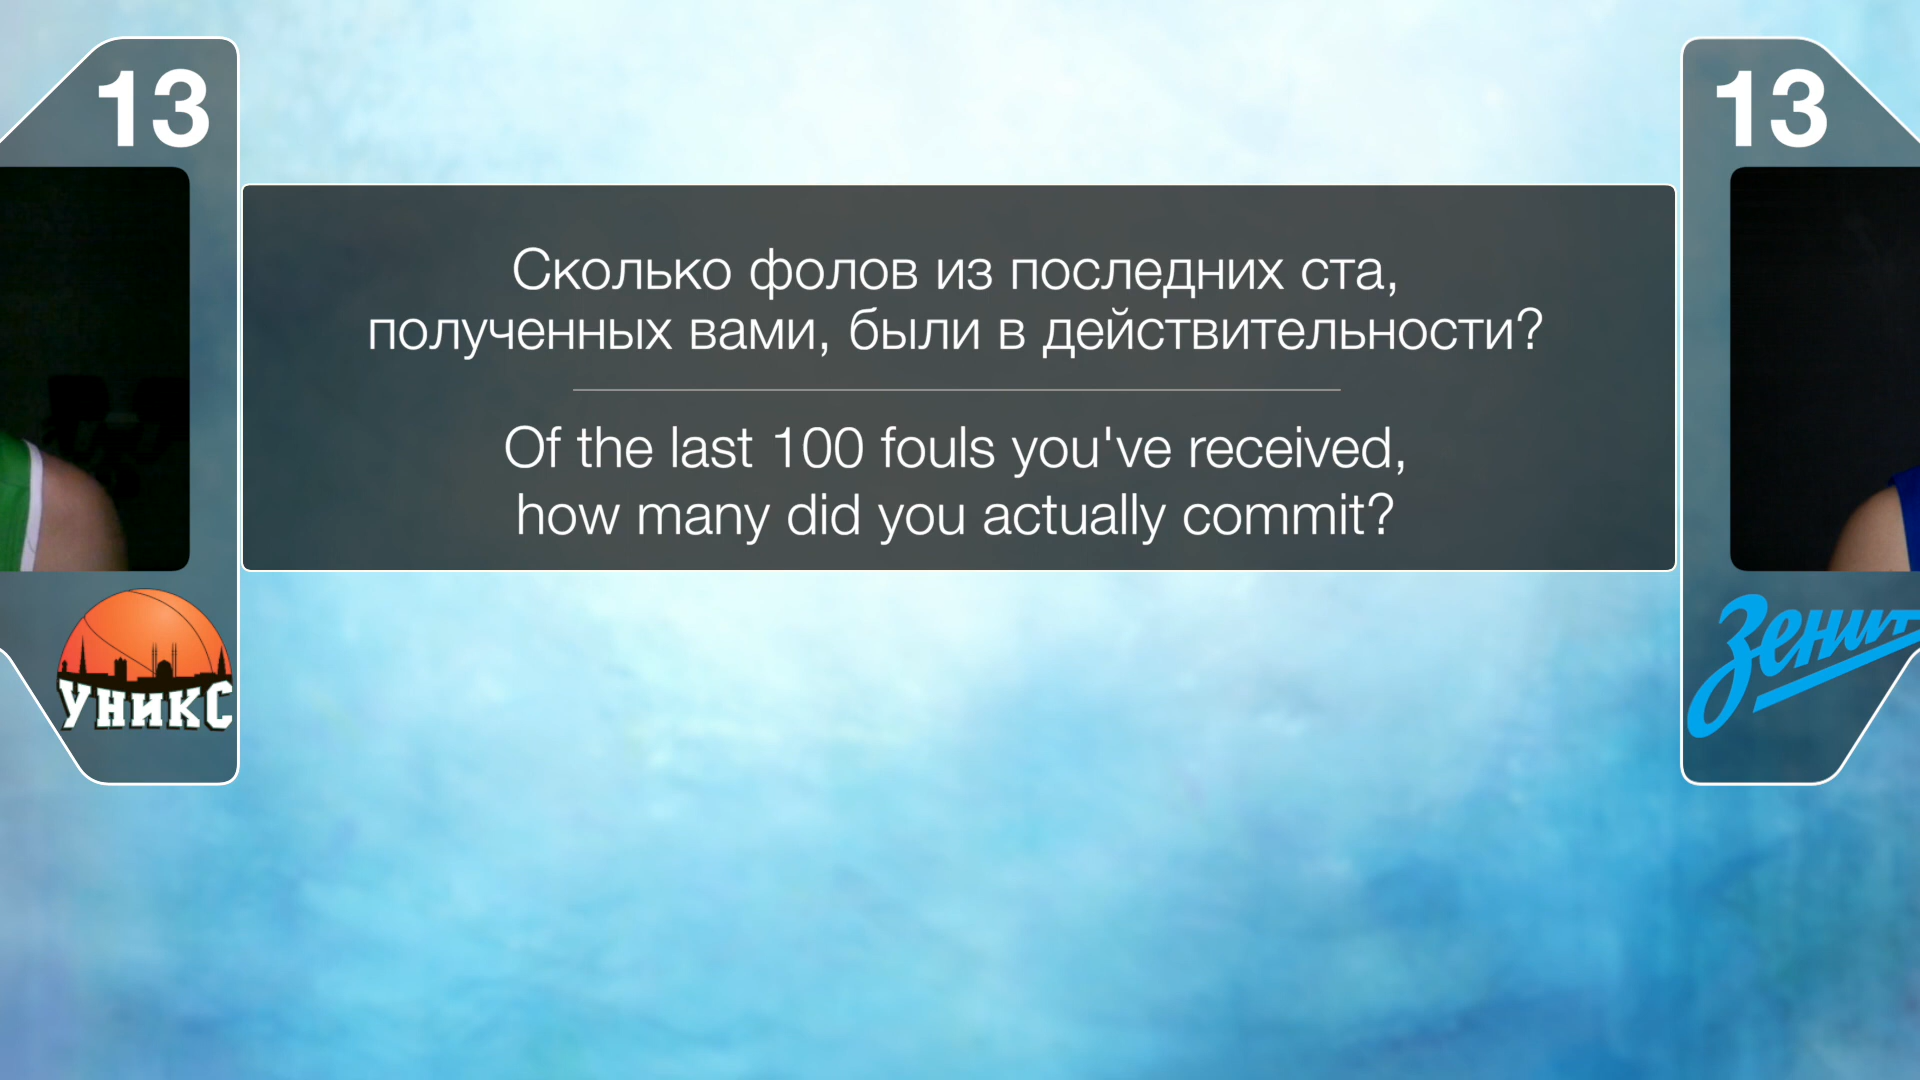 13
13
Сколько фолов из последних ста,
полученных вами, были в действительности?
Of the last 100 fouls you've received,
how many did you actually commit?
УНИКС
Зенит